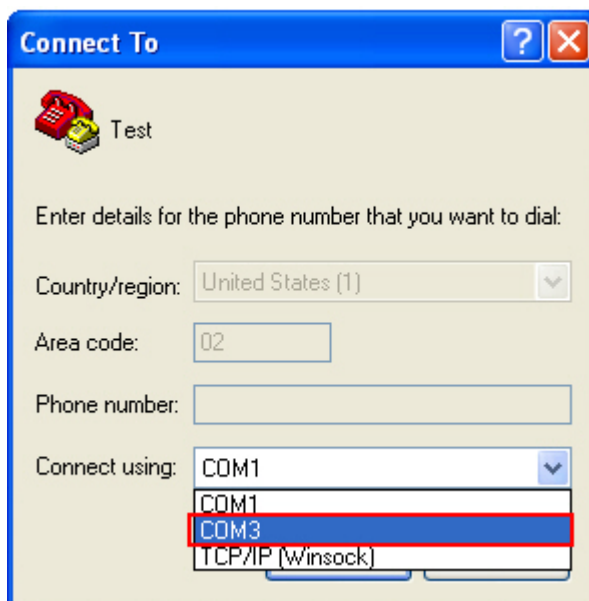 Connect To
Test
Enter details for the phone number that you want to dial:
Country/region: United States (1)
Area code: 02
Phone number:
Connect using: COM1
COM1
COM3
TCP/IP (Winsock)